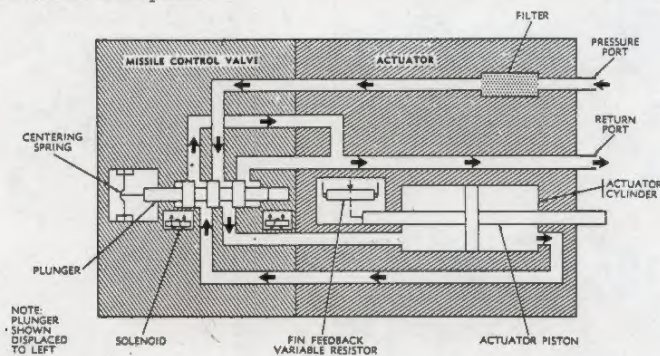 FILTER
MISSILE CONTROL VALVE
ACTUATOR
PRESSURE
PORT
CENTERING
SPRING
RETURN
PORT
ACTUATOR
CYLINDER
PLUNGER
NOTE:
PLUNGER
SHOWN
DISPLACED
TO LEFT
SOLENOID
FIN FEEDBACK
VARIABLE RESISTOR
ACTUATOR PISTON